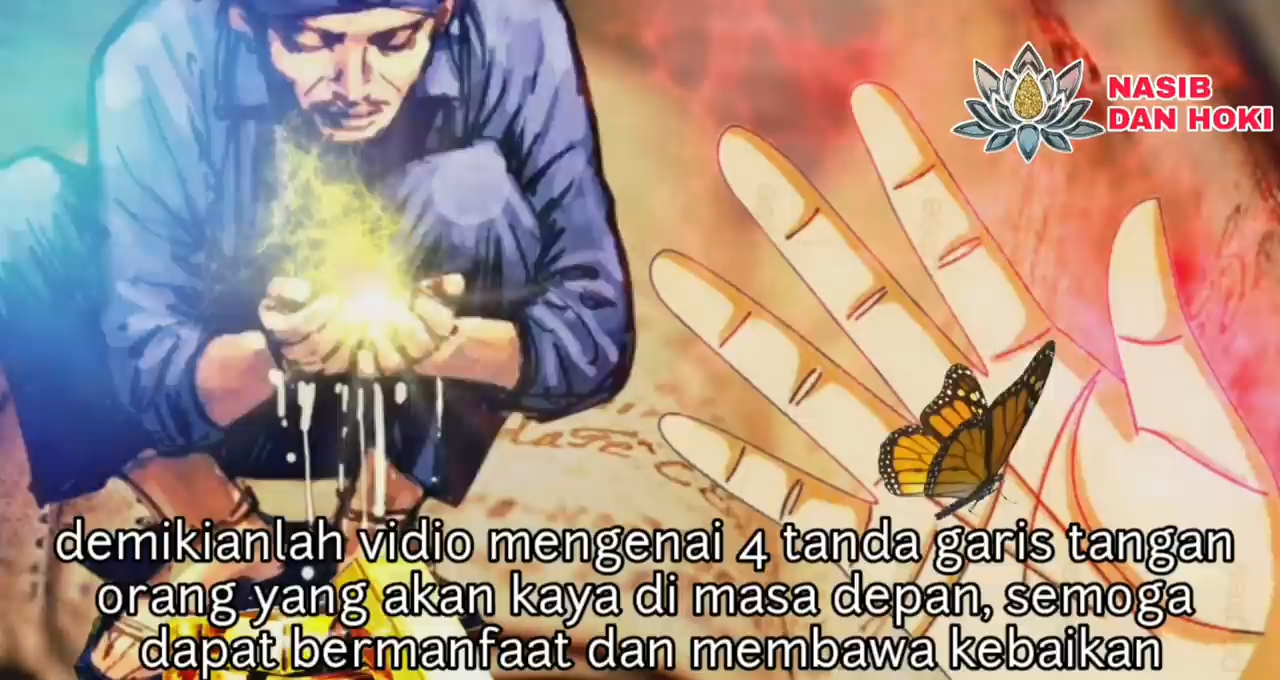 NASIB
DAN HOKI
demikianlah vidio mengenai 4 tanda garis tangan
orang yang akan kaya di masa depan, semoga
dapat bermanfaat dan membawa kebaikan